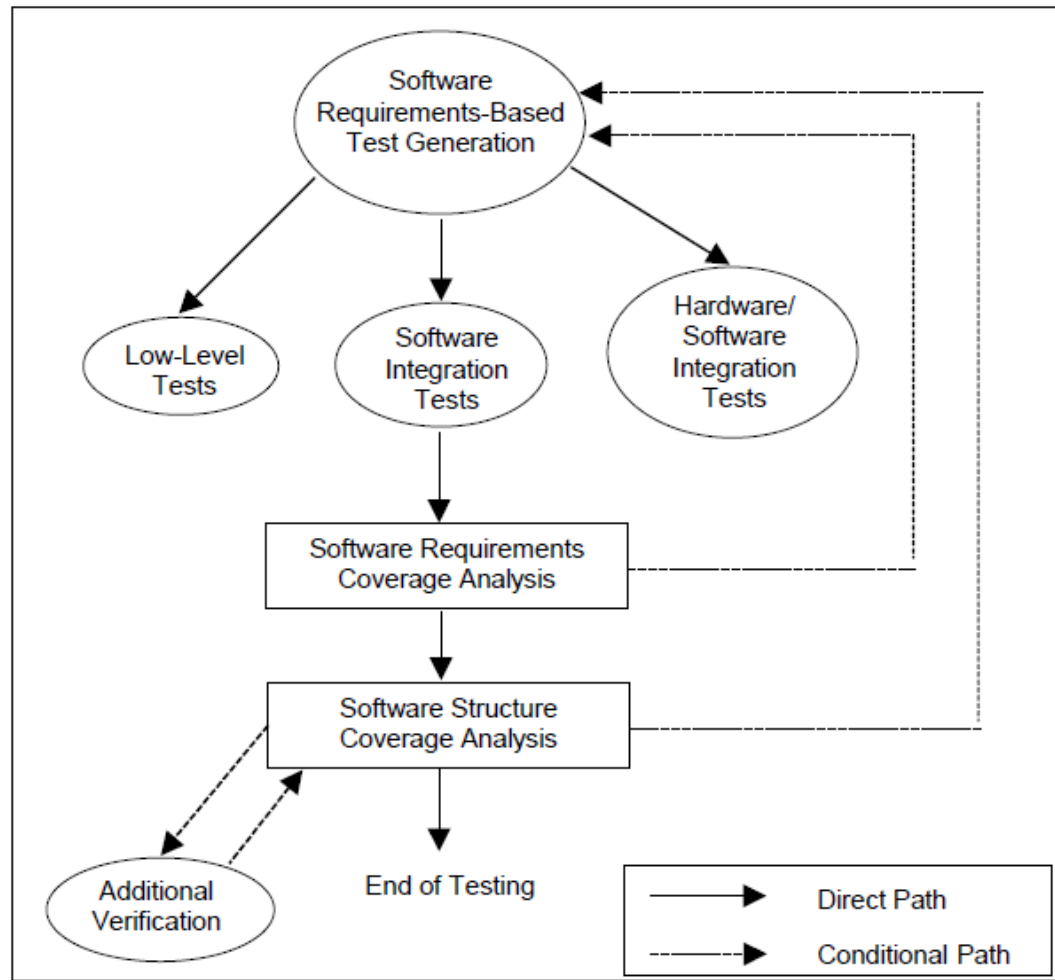 Software
Requirements-Based
Test Generation
Low-Level
Tests
Software
Integration
Tests
Hardware/
Software
Integration
Tests
Software Requirements
Coverage Analysis
Software Structure
Coverage Analysis
Additional
Verification
End of Testing
Direct Path
Conditional Path